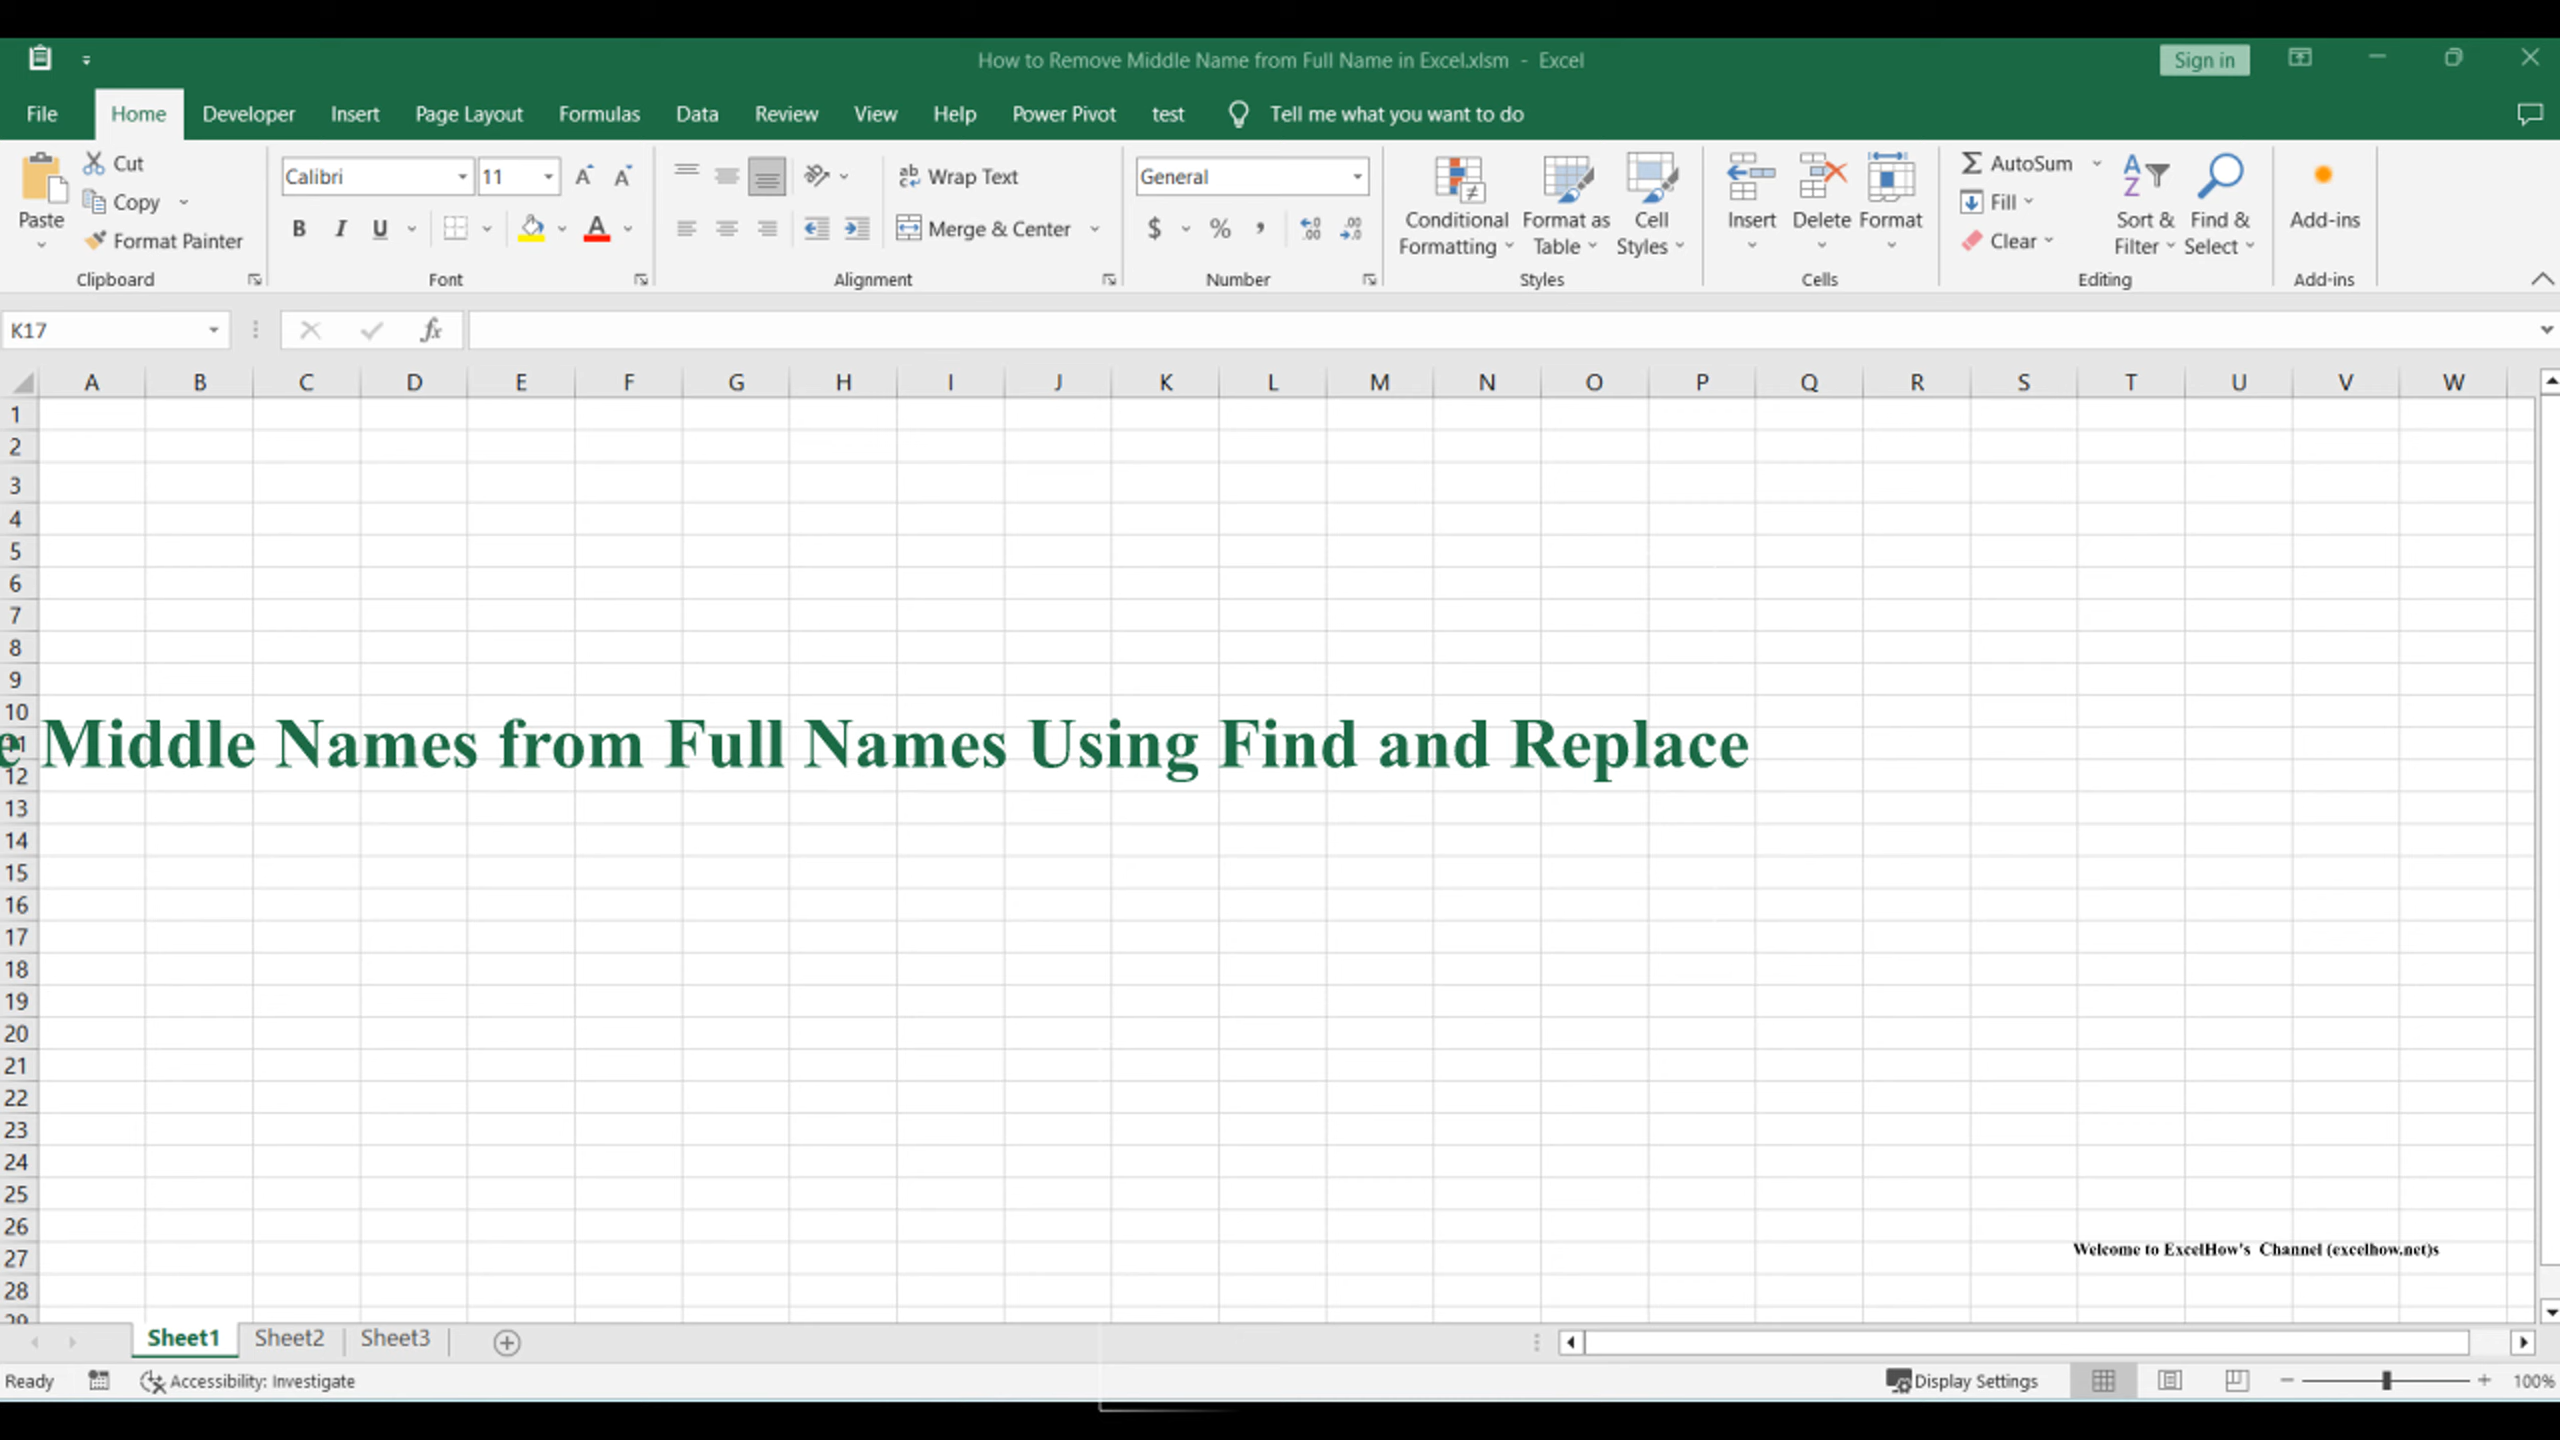 How to Remove Middle Name from Full Name in Excel.xlsm - Excel
Sign in
File Home Developer Insert Page Layout Formulas Data Review View Help Power Pivot test Tell me what you want to do
Paste
Cut
Copy
Format Painter
Clipboard
Calibri 11
B I U A
Font
Wrap Text
Merge & Center
Alignment
General
$ % ,
Number
Conditional Formatting
Format as Table
Cell Styles
Styles
Insert
Delete
Format
Cells
AutoSum
Fill
Clear
Sort & Filter
Find & Select
Editing
Add-ins
Add-ins
K17
fx
A B C D E F G H I J K L M N O P Q R S T U V W
1
2
3
4
5
6
7
8
9
10
11
e Middle Names from Full Names Using Find and Replace
12
13
14
15
16
17
18
19
20
21
22
23
24
25
26
Welcome to ExcelHow's Channel (excelhow.net)s
27
28
29
Sheet1 Sheet2 Sheet3
Ready Accessibility: Investigate Display Settings 100%